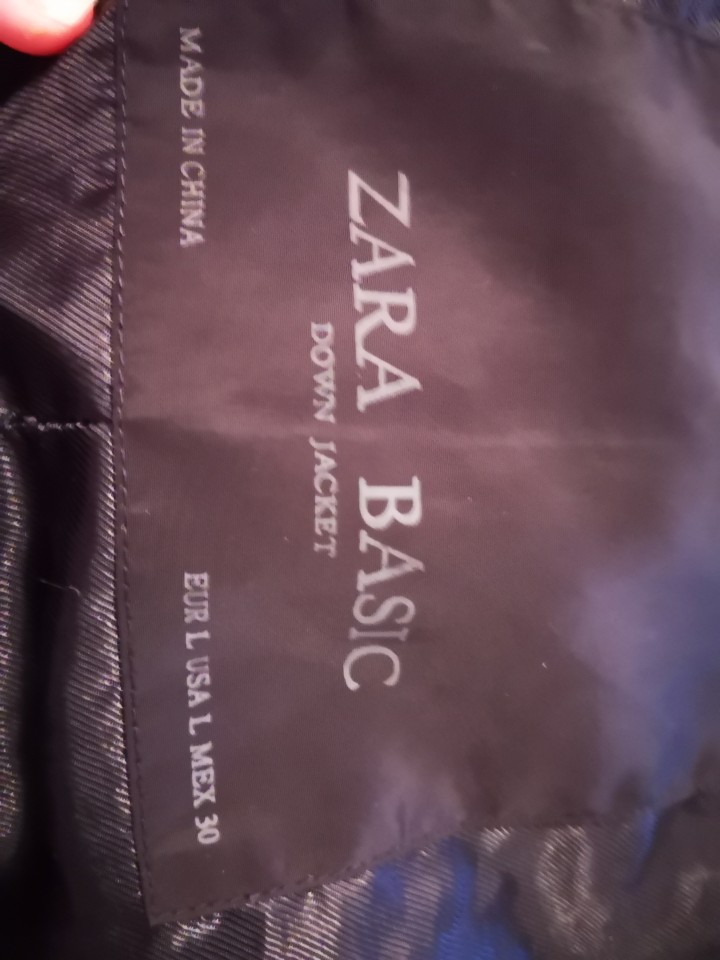 ZARA BASIC
DOWN JACKET
MADE IN CHINA
EUR L USA L MEX 30